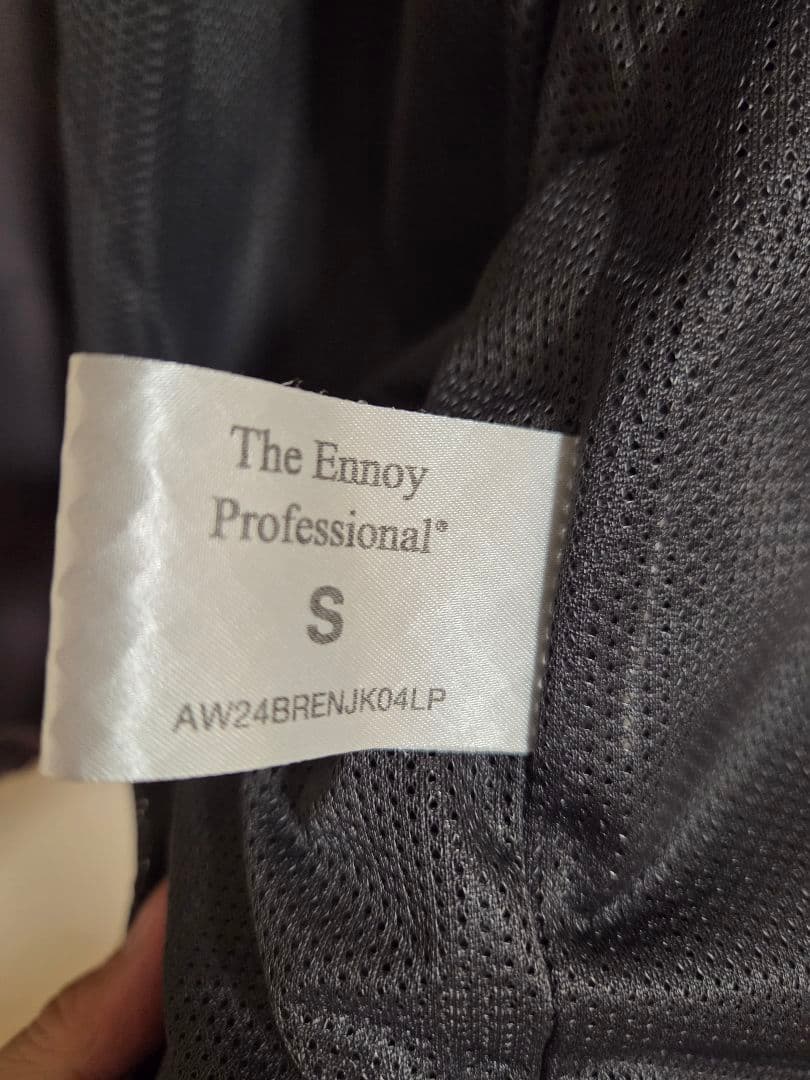 The Ennoy
Professional®
S
AW24BRENJK04LP